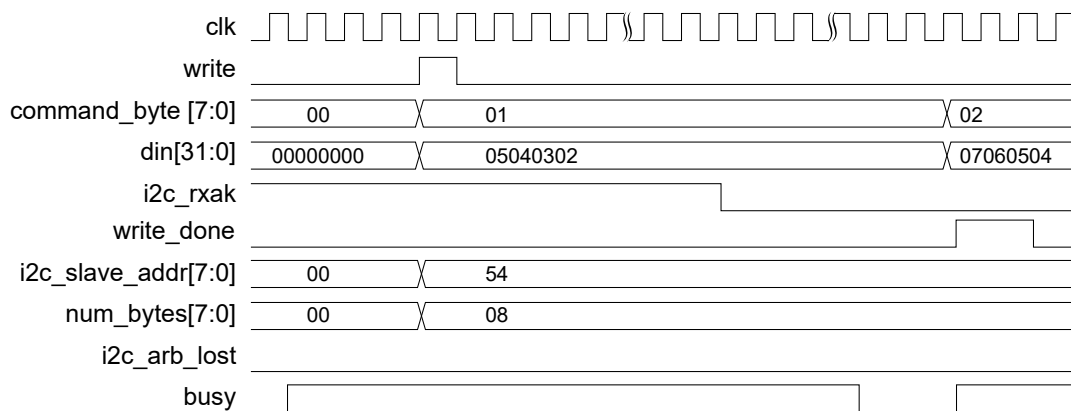 clk
write
command_byte [7:0] 00 01 02
din[31:0] 00000000 05040302 07060504
i2c_rxak
write_done
i2c_slave_addr[7:0] 00 54
num_bytes[7:0] 00 08
i2c_arb_lost
busy